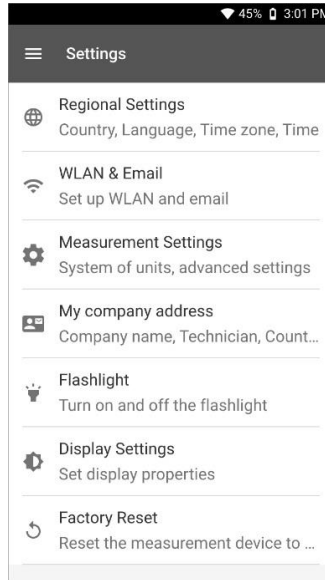 45% 3:01 PM
Settings
Regional Settings
Country, Language, Time zone, Time
WLAN & Email
Set up WLAN and email
Measurement Settings
System of units, advanced settings
My company address
Company name, Technician, Count...
Flashlight
Turn on and off the flashlight
Display Settings
Set display properties
Factory Reset
Reset the measurement device to ...